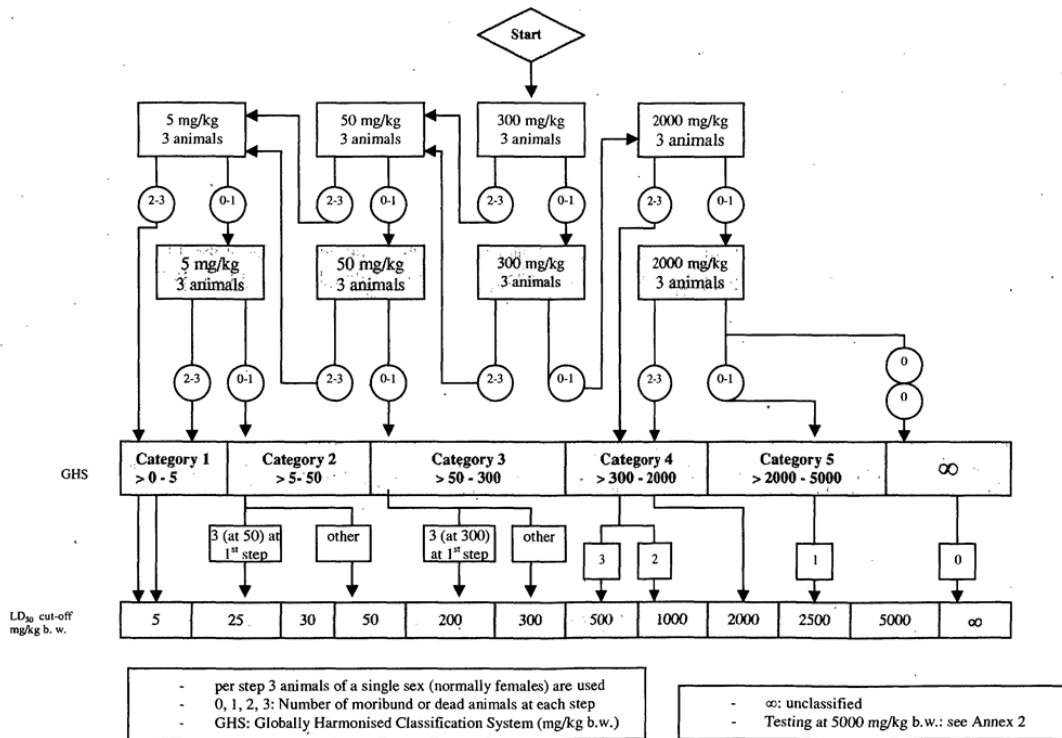 Start
5 mg/kg
3 animals
50 mg/kg
3 animals
300 mg/kg
3 animals
2000 mg/kg
3 animals
2-3
0-1
2-3
0-1
2-3
0-1
2-3
0-1
5 mg/kg
3 animals
50 mg/kg
3 animals
300 mg/kg
3 animals
2000 mg/kg
3 animals
0
2-3
0-1
2-3
0-1
2-3
0-1
2-3
0-1
0
GHS
Category 1
> 0 - 5
Category 2
> 5- 50
Category 3
> 50 - 300
Category 4
> 300 - 2000
Category 5
> 2000 - 5000
∞
3 (at 50) at
1st step
other
3 (at 300)
at 1st step
other
3
2
1
0
LD50 cut-off
mg/kg b. w.
5
25
30
50
200
300
500
1000
2000
2500
5000
∞
- per step 3 animals of a single sex (normally females) are used
- 0, 1, 2, 3: Number of moribund or dead animals at each step
- GHS: Globally Harmonised Classification System (mg/kg b.w.)
- ∞: unclassified
- Testing at 5000 mg/kg b.w.: see Annex 2